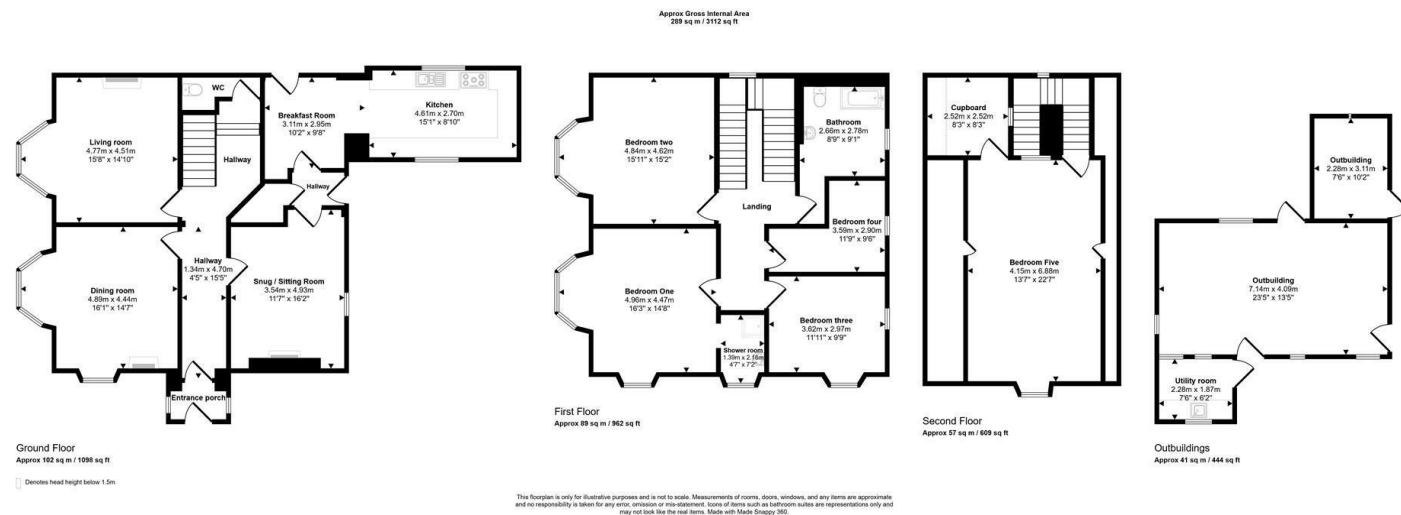 Approx Gross Internal Area
289 sq m / 3112 sq ft
Living room
4.77m x 4.51m
15'8" x 14'10"
WC
Hallway
Breakfast Room
3.11m x 2.95m
10'2" x 9'8"
Kitchen
4.61m x 2.70m
15'1" x 8'10"
Hallway
Dining room
4.89m x 4.44m
16'1" x 14'7"
Hallway
1.34m x 4.70m
4'5" x 15'5"
Snug / Sitting Room
3.54m x 4.93m
11'7" x 16'2"
Entrance porch
Ground Floor
Approx 102 sq m / 1098 sq ft
Denotes head height below 1.5m
Bedroom two
4.84m x 4.62m
15'11" x 15'2"
Bathroom
2.66m x 2.78m
8'9" x 9'1"
Landing
Bedroom four
3.59m x 2.90m
11'9" x 9'6"
Bedroom One
4.96m x 4.47m
16'3" x 14'8"
Shower room
1.39m x 2.18m
4'7" x 7'2"
Bedroom three
3.62m x 2.97m
11'11" x 9'9"
First Floor
Approx 89 sq m / 962 sq ft
Cupboard
2.52m x 2.52m
8'3" x 8'3"
Bedroom Five
4.15m x 6.88m
13'7" x 22'7"
Second Floor
Approx 57 sq m / 609 sq ft
Outbuilding
2.28m x 3.11m
7'6" x 10'2"
Outbuilding
7.14m x 4.09m
23'5" x 13'5"
Utility room
2.28m x 1.87m
7'6" x 6'2"
Outbuildings
Approx 41 sq m / 444 sq ft
This floorplan is only for illustrative purposes and is not to scale. Measurements of rooms, doors, windows, and any items are approximate
and no responsibility is taken for any error, omission or mis-statement. Icons of items such as bathroom suites are representations only and
may not look like the real items. Made with Made Snappy 360.